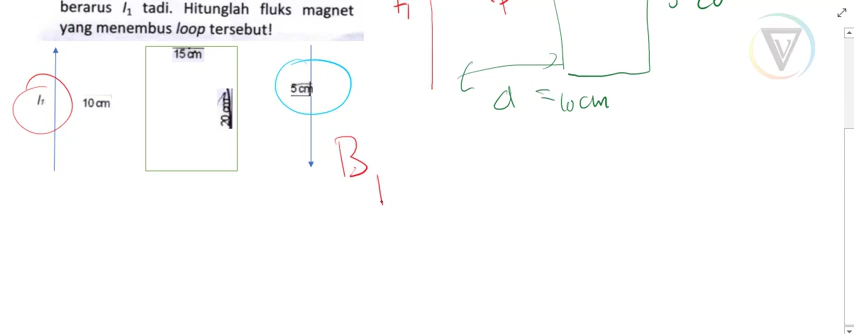 berarus I₁ tadi. Hitunglah fluks magnet
yang menembus loop tersebut!
15 cm
I₁
10 cm
20 cm
5 cm
B₁
d = 10 cm